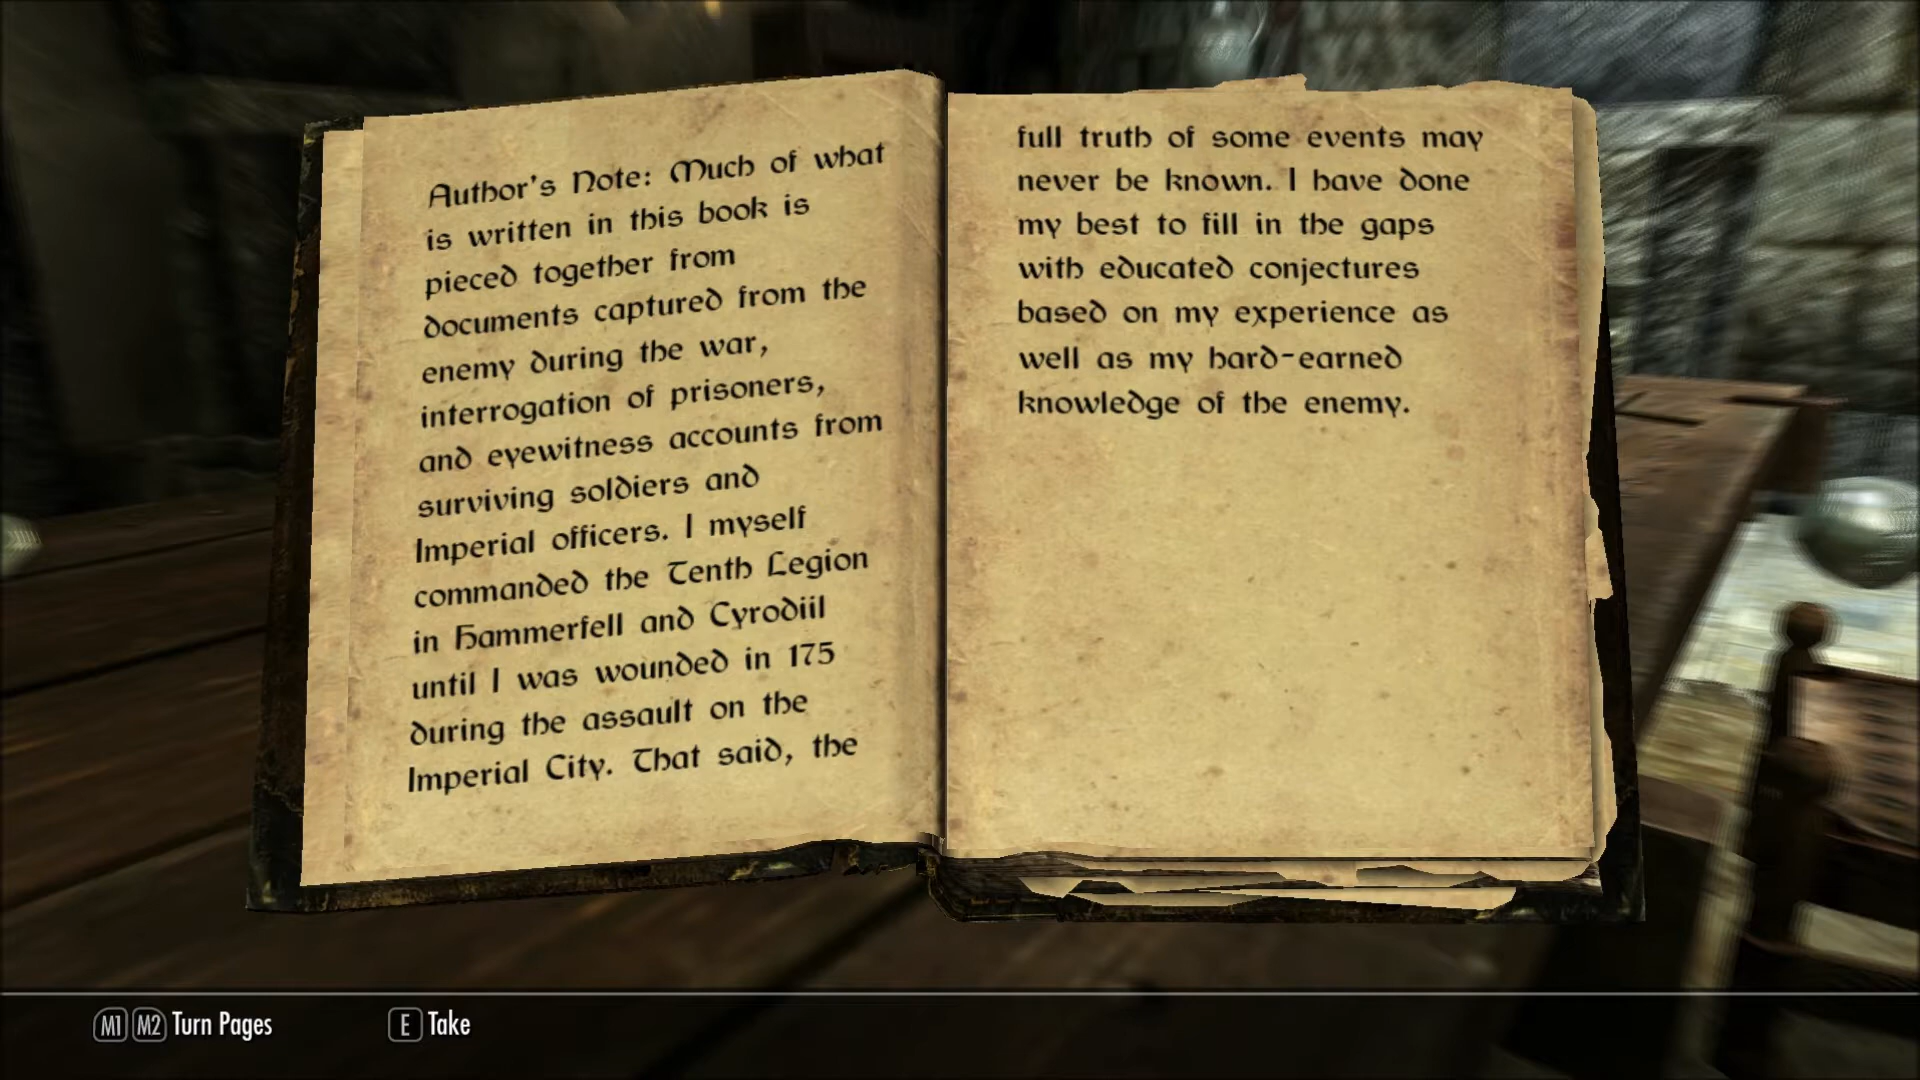 Author's Note: Much of what
is written in this book is
pieced together from
documents captured from the
enemy during the war,
interrogation of prisoners,
and eyewitness accounts from
surviving soldiers and
Imperial officers. I myself
commanded the Tenth Legion
in Hammerfell and Cyrodiil
until I was wounded in 175
during the assault on the
Imperial City. That said, the
full truth of some events may
never be known. I have done
my best to fill in the gaps
with educated conjectures
based on my experience as
well as my hard-earned
knowledge of the enemy.
M1 M2 Turn Pages
E Take